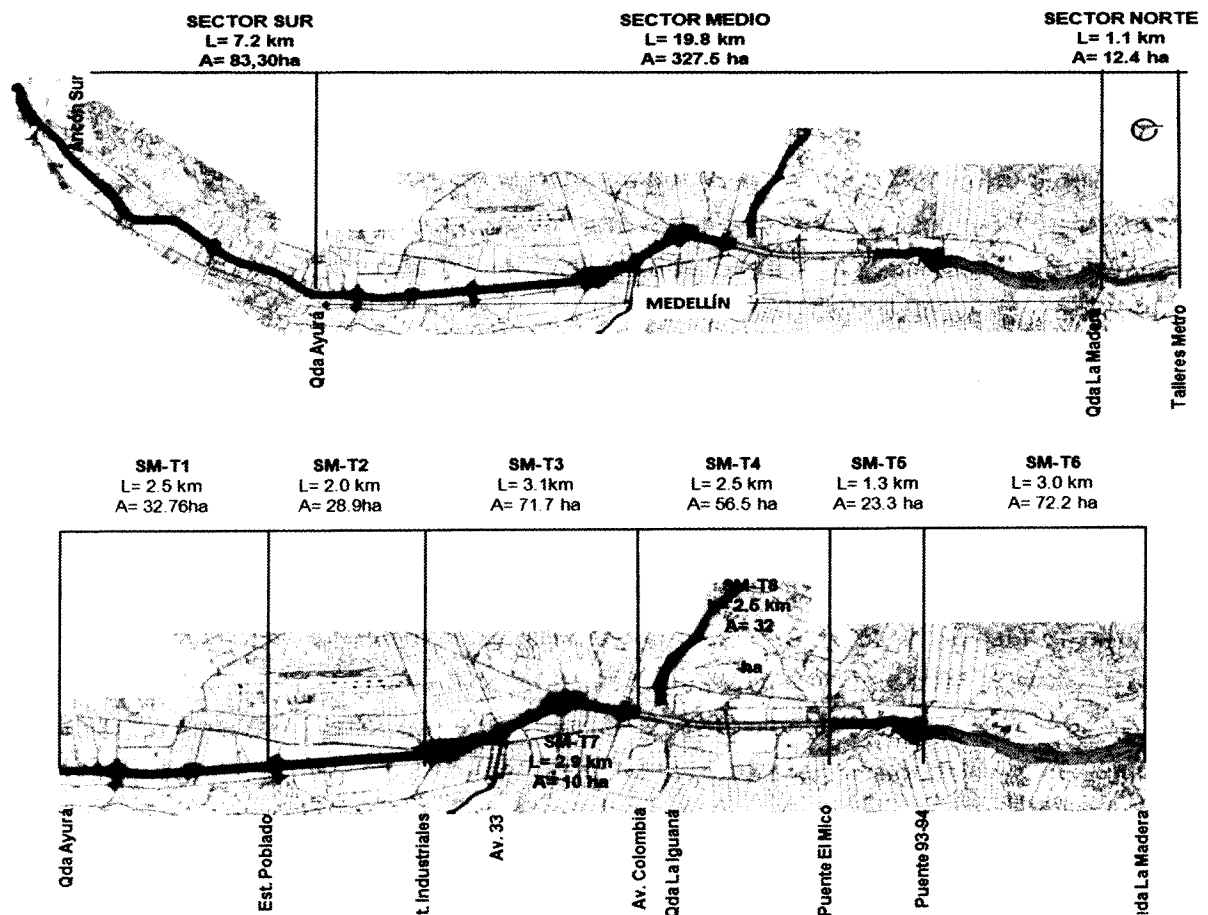 SECTOR SUR
L= 7.2 km
A= 83,30ha
SECTOR MEDIO
L= 19.8 km
A= 327.5 ha
SECTOR NORTE
L= 1.1 km
A= 12.4 ha
Ancón Sur
MEDELLÍN
Qda Ayurá
Qda La Madera
Talleres Metro
SM-T1
L= 2.5 km
A= 32.76ha
SM-T2
L= 2.0 km
A= 28.9ha
SM-T3
L= 3.1km
A= 71.7 ha
SM-T4
L= 2.5 km
A= 56.5 ha
SM-T5
L= 1.3 km
A= 23.3 ha
SM-T6
L= 3.0 km
A= 72.2 ha
SM-T8
L= 2.5 km
A= 32
ha
SM-T7
L= 2.9 km
A= 10 ha
Qda Ayurá
Est. Poblado
t. Industriales
Av. 33
Av. Colombia
Qda La Iguaná
Puente El Mico
Puente 93-94
eda La Madera